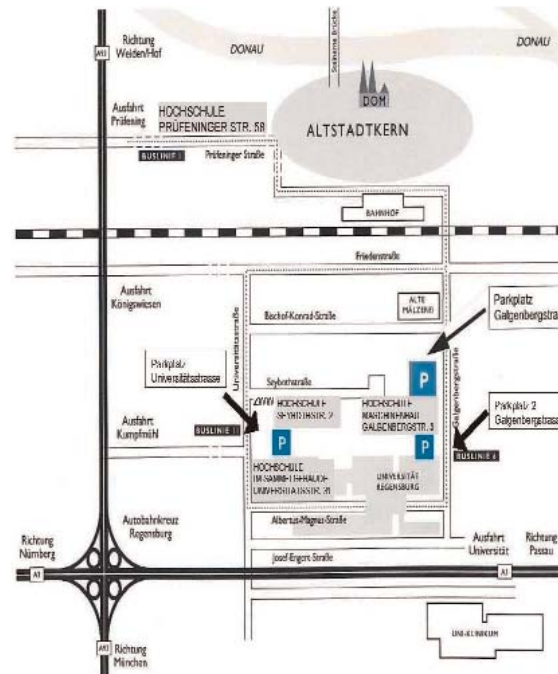 Richtung
Weiden/Hof
A93
DONAU
Steinerne Brücke
DONAU
DOM
ALTSTADTKERN
Ausfahrt
Prüfening
HOCHSCHULE
PRÜFENINGER STR. 58
BUSLINIE 1
Prüfeninger Straße
BAHNHOF
Friedenstraße
Ausfahrt
Königswiesen
Universitätsstraße
Bischof-Konrad-Straße
ALTE
MÄLZEREI
Parkplatz
Galgenbergstra
Parkplatz
Universitätsstrasse
Seybothstraße
P
Galgenbergstraße
HOCHSCHULE
SEYBOTHSTR. 2
HOCHSCHULE
MASCHINENBAU
GALGENBERGSTR. 3
Parkplatz 2
Galgenbergstrasse
Ausfahrt
Kumpfmühl
BUSLINIE 11
P
P
BUSLINIE 6
HOCHSCHULE
IM SAMMELGEBÄUDE
UNIVERSITÄTSSTR. 31
UNIVERSITÄT
REGENSBURG
Autobahnkreuz
Regensburg
Albertus-Magnus-Straße
Richtung
Nürnberg
Josef-Engert-Straße
Ausfahrt
Universität
Richtung
Passau
A3
A3
UNI-KLINIKUM
A93
Richtung
München